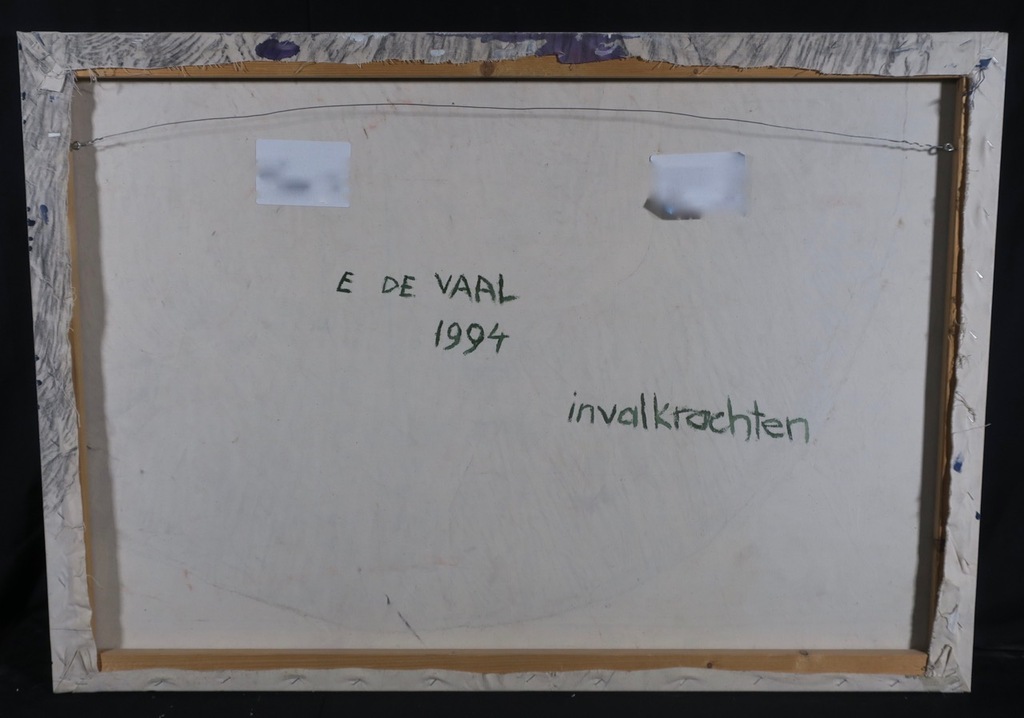 E DE VAAL
1994
invalkrachten